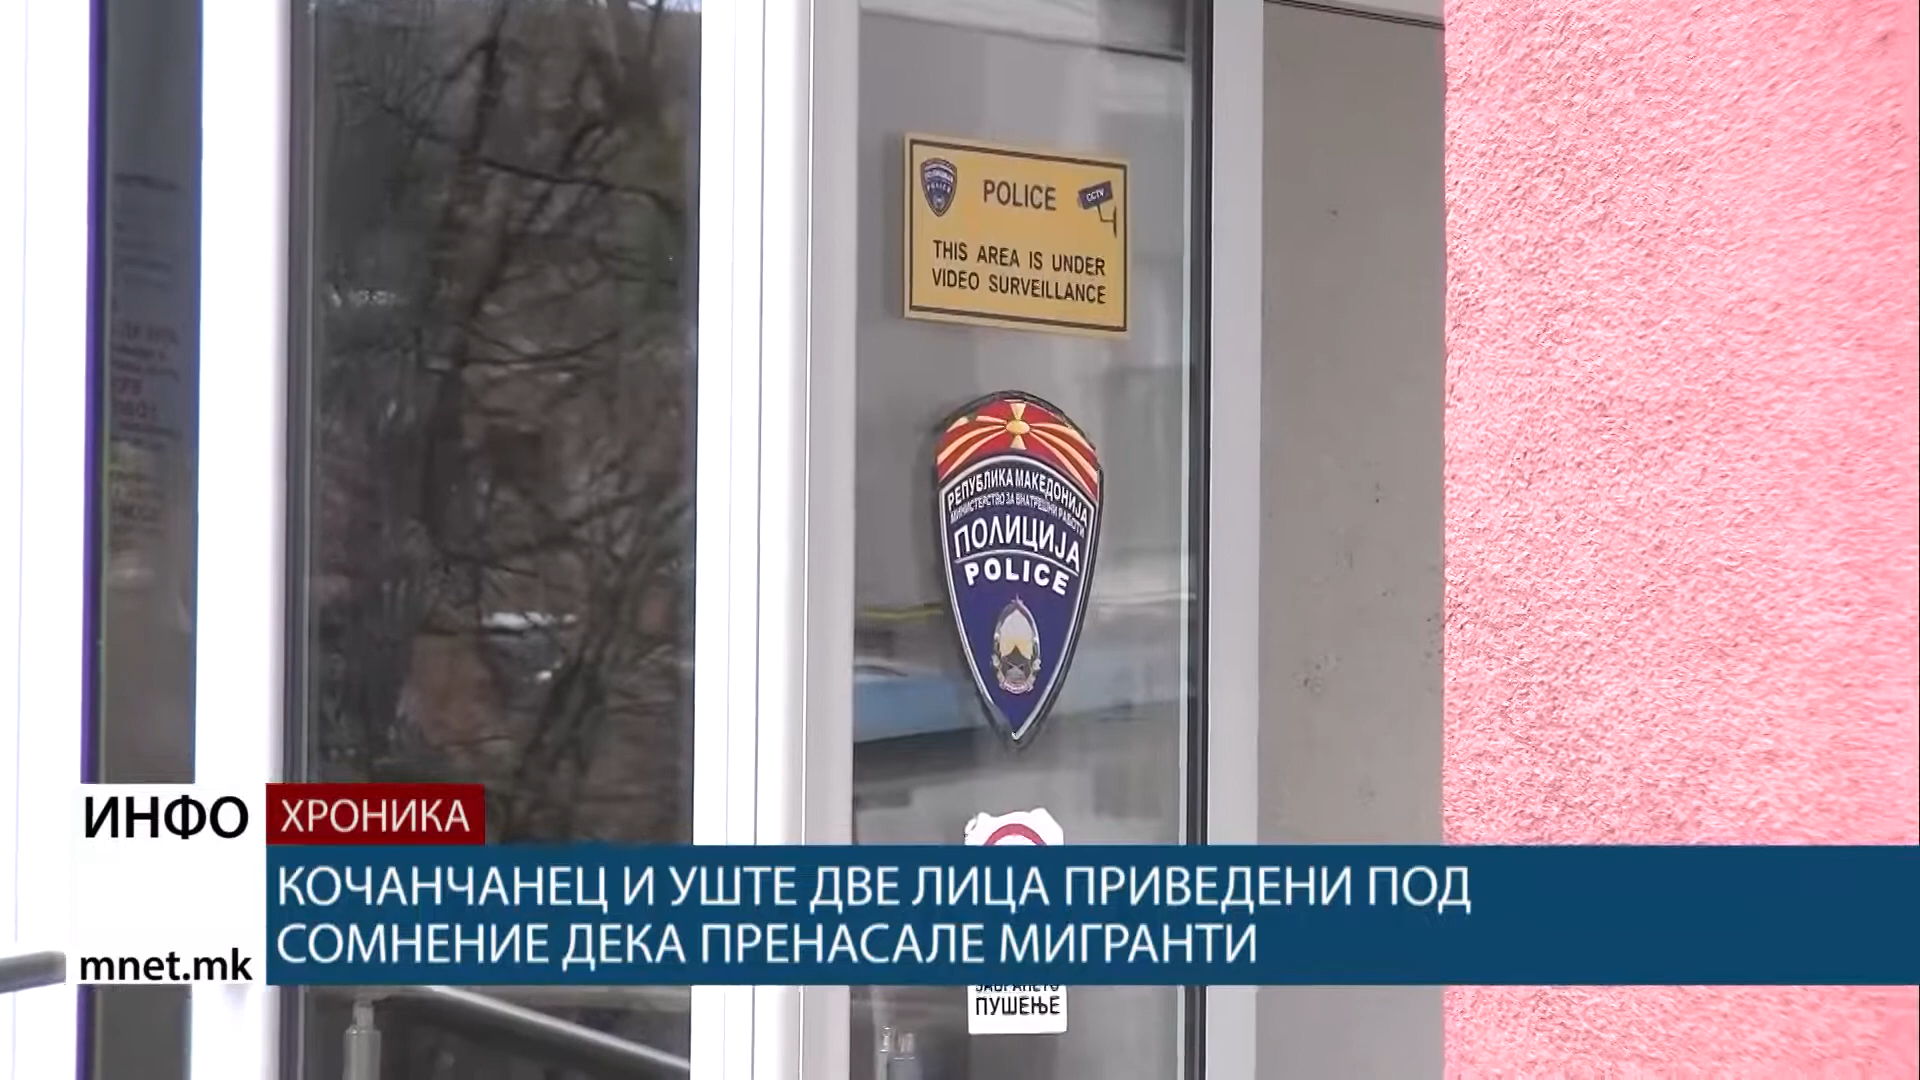 POLICE
CCTV
THIS AREA IS UNDER
VIDEO SURVEILLANCE
РЕПУБЛИКА МАКЕДОНИЈА
МИНИСТЕРСТВО ЗА ВНАТРЕШНИ РАБОТИ
ПОЛИЦИЈА
POLICE
ИНФО
ХРОНИКА
КОЧАНЧАНЕЦ И УШТЕ ДВЕ ЛИЦА ПРИВЕДЕНИ ПОД
СОМНЕНИЕ ДЕКА ПРЕНАСАЛЕ МИГРАНТИ
mnet.mk
ПУШЕЊЕ